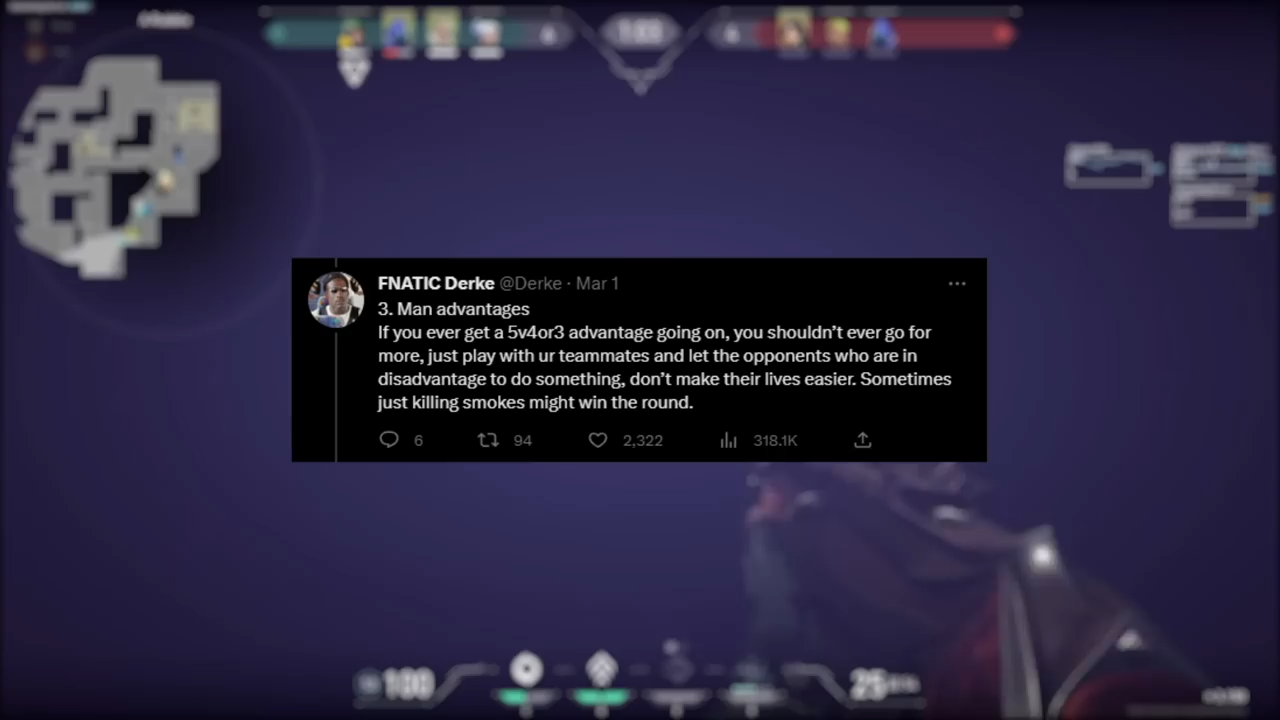 FNATIC Derke @Derke · Mar 1
3. Man advantages
If you ever get a 5v4or3 advantage going on, you shouldn’t ever go for
more, just play with ur teammates and let the opponents who are in
disadvantage to do something, don’t make their lives easier. Sometimes
just killing smokes might win the round.
6 94 2,322 318.1K
100
25